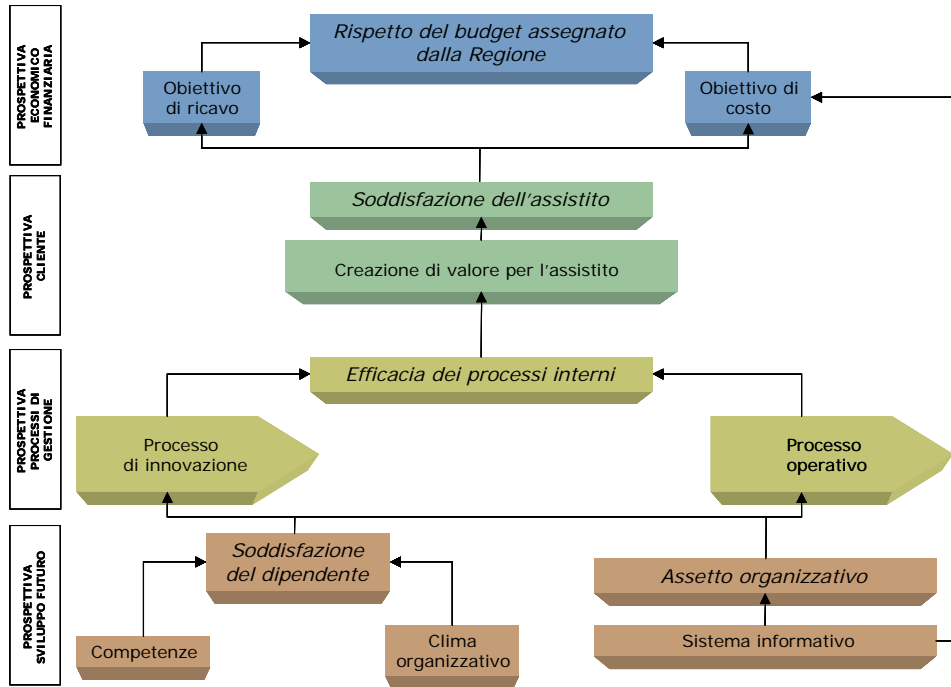 PROSPETTIVA
ECONOMICO
FINANZIARIA
Rispetto del budget assegnato
dalla Regione
Obiettivo
di ricavo
Obiettivo di
costo
PROSPETTIVA
CLIENTE
Soddisfazione dell'assistito
Creazione di valore per l'assistito
PROSPETTIVA
PROCESSI DI
GESTIONE
Efficacia dei processi interni
Processo
di innovazione
Processo
operativo
PROSPETTIVA
SVILUPPO FUTURO
Soddisfazione
del dipendente
Assetto organizzativo
Competenze
Clima
organizzativo
Sistema informativo